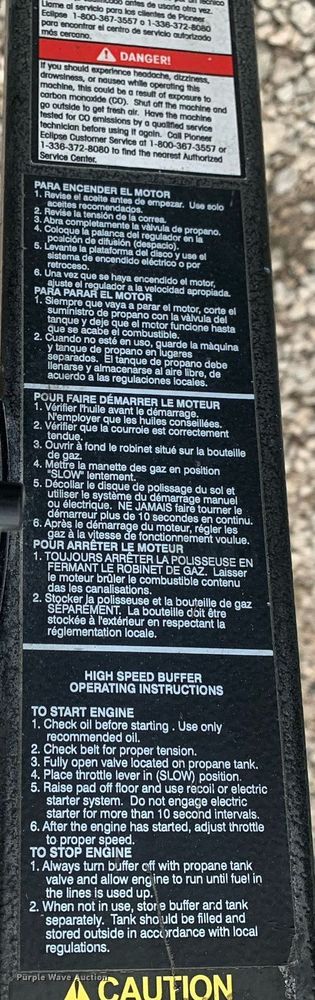 Llame al servicio para los clientes de Pioneer
Eclipse 1-800-367-3557 o 1-336-372-8080
para encontrar el centro de servicio autorizado
más cercano.
DANGER!
If you should experience headache, dizziness,
drowsiness, or nausea while operating this
machine, this could be a result of exposure to
carbon monoxide (CO). Shut off the machine and
go outside to get fresh air. Have the machine
tested for CO emissions by a qualified service
technician before using it again. Call Pioneer
Eclipse Customer Service at 1-800-367-3557 or
1-336-372-8080 to find the nearest Authorized
Service Center.
PARA ENCENDER EL MOTOR
1. Revise el aceite antes de empezar. Use solo
aceites recomendados.
2. Revise la tensión de la correa.
3. Abra completamente la válvula de propano.
4. Coloque la palanca del regulador en la
posición de difusión (despacio).
5. Levante la plataforma del disco y use el
sistema de encendido eléctrico o por
retroceso.
6. Una vez que se haya encendido el motor,
ajuste el regulador a la velocidad apropiada.
PARA PARAR EL MOTOR
1. Siempre que vaya a parar el motor, corte el
suministro de propano con la válvula del
tanque y deje que el motor funcione hasta
que se acabe el combustible.
2. Cuando no esté en uso, guarde la màquina
y tanque de propano en lugares
separados. El tanque de propano debe
llenarse y almacenarse al aire libre, de
acuerdo a las regulaciones locales.
POUR FAIRE DÉMARRER LE MOTEUR
1. Vérifier l'huile avant le démarrage.
N'employer que les huiles conseillées.
2. Vérifier que la courroie est correctement
tendue.
3. Ouvrir à fond le robinet situé sur la bouteille
de gaz.
4. Mettre la manette des gaz en position
"SLOW" lentement.
5. Décoller le disque de polissage du sol et
utiliser le système du démarrage manuel
ou électrique. NE JAMAIS faire tourner le
démarreur plus de 10 secondes en continu.
6. Après le démarrage du moteur, régler les
gaz à la vitesse de fonctionnement voulue.
POUR ARRÊTER LE MOTEUR
1. TOUJOURS ARRÊTER LA POLISSEUSE EN
FERMANT LE ROBINET DE GAZ. Laisser
le moteur brûler le combustible contenu
das les canalisations.
2. Stocker la polisseuse et la bouteille de gaz
SÉPAREMENT. La bouteille doit être
stockée à l'extérieur en respectant la
réglementation locale.
HIGH SPEED BUFFER
OPERATING INSTRUCTIONS
TO START ENGINE
1. Check oil before starting . Use only
recommended oil.
2. Check belt for proper tension.
3. Fully open valve located on propane tank.
4. Place throttle lever in (SLOW) position.
5. Raise pad off floor and use recoil or electric
starter system. Do not engage electric
starter for more than 10 second intervals.
6. After the engine has started, adjust throttle
to proper speed.
TO STOP ENGINE
1. Always turn buffer off with propane tank
valve and allow engine to run until fuel in
the lines is used up.
2. When not in use, store buffer and tank
separately. Tank should be filled and
stored outside in accordance with local
regulations.
Purple Wave Auction
CAUTION